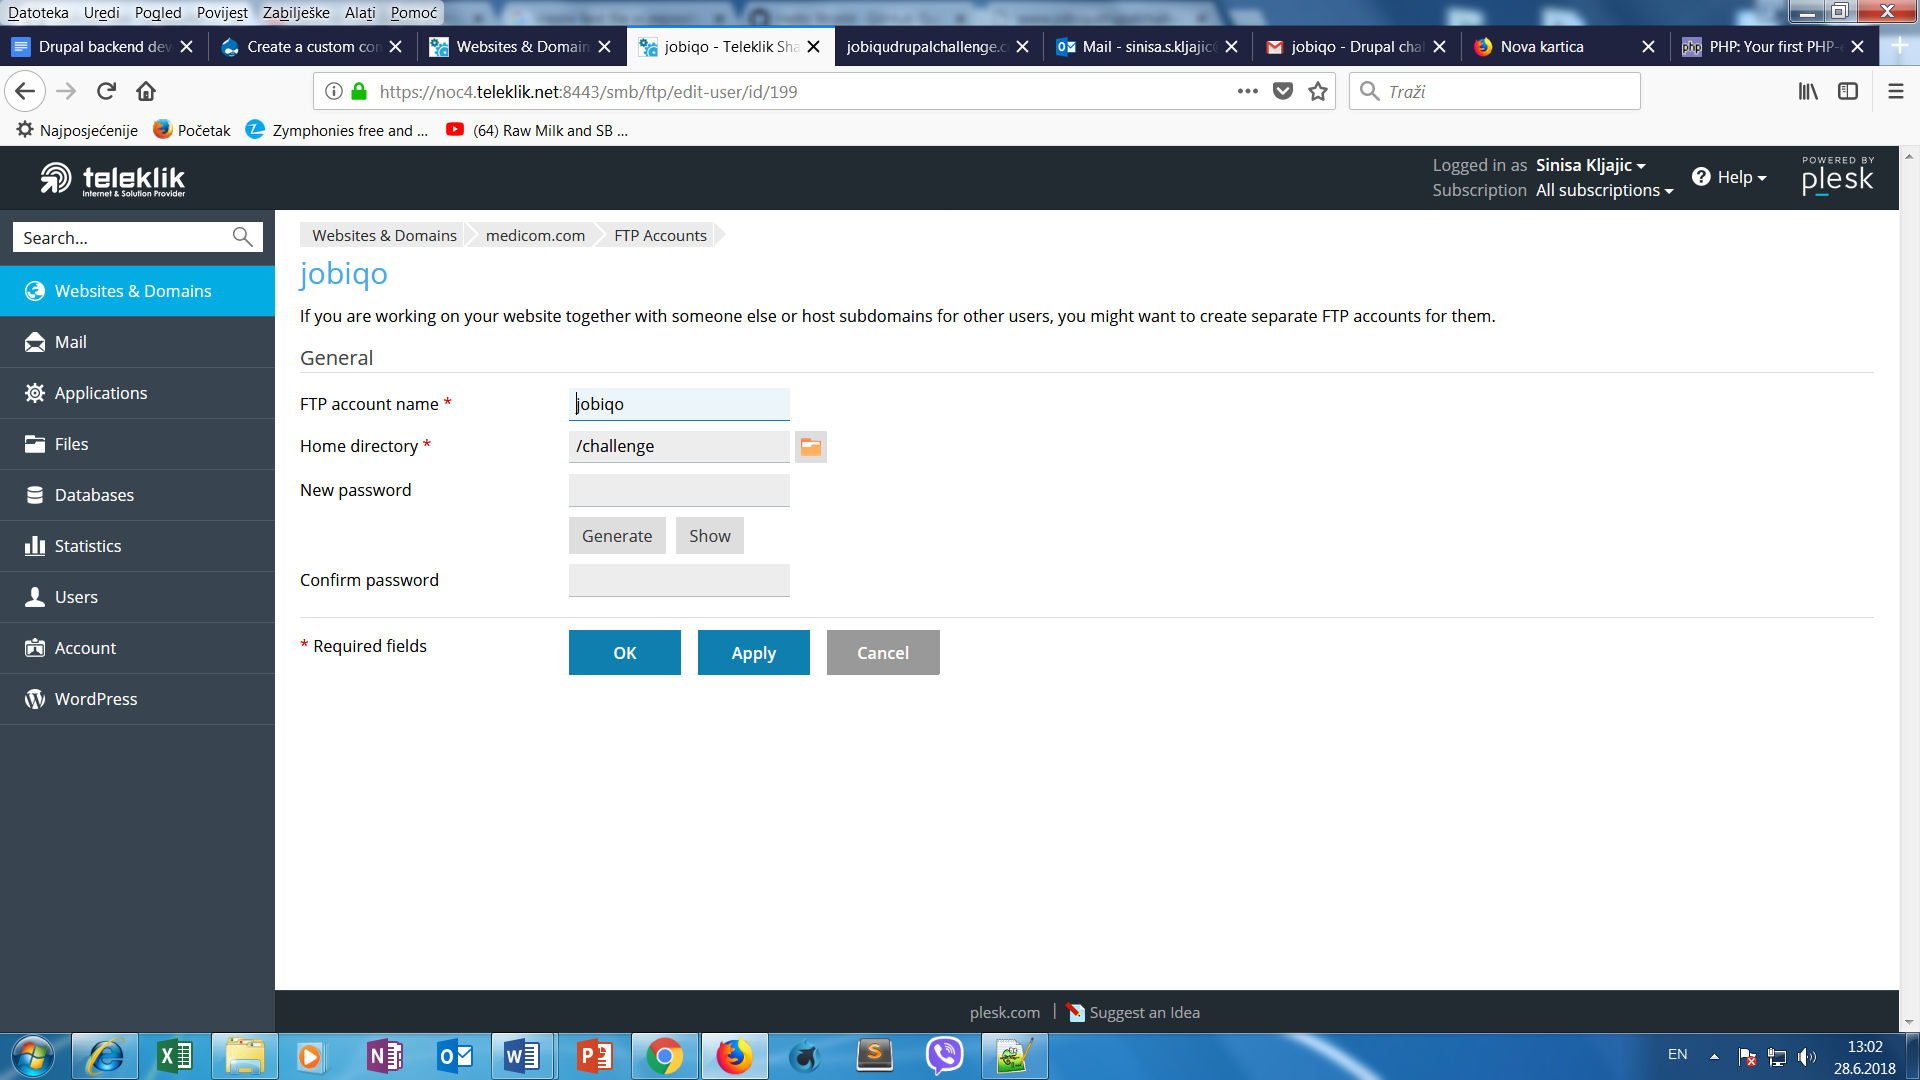 Datoteka Uredi Pogled Povijest Zabilješke Alati Pomoć
Drupal backend dev
Create a custom con
Websites & Domain
jobiqo - Teleklik Sha
jobiqudrupalchallenge.c
Mail - sinisa.s.kljajic
jobiqo - Drupal chal
Nova kartica
PHP: Your first PHP-
https://noc4.teleklik.net:8443/smb/ftp/edit-user/id/199
Traži
Najposjećenije Početak Zymphonies free and ... (64) Raw Milk and SB ...
teleklik
Internet & Solution Provider
Logged in as Sinisa Kljajic
Subscription All subscriptions
Help
POWERED BY
plesk
Search...
Websites & Domains
Mail
Applications
Files
Databases
Statistics
Users
Account
WordPress
Websites & Domains medicom.com FTP Accounts
jobiqo
If you are working on your website together with someone else or host subdomains for other users, you might want to create separate FTP accounts for them.
General
FTP account name * jobiqo
Home directory * /challenge
New password
Generate Show
Confirm password
* Required fields OK Apply Cancel
plesk.com | Suggest an Idea
EN
13:02
28.6.2018